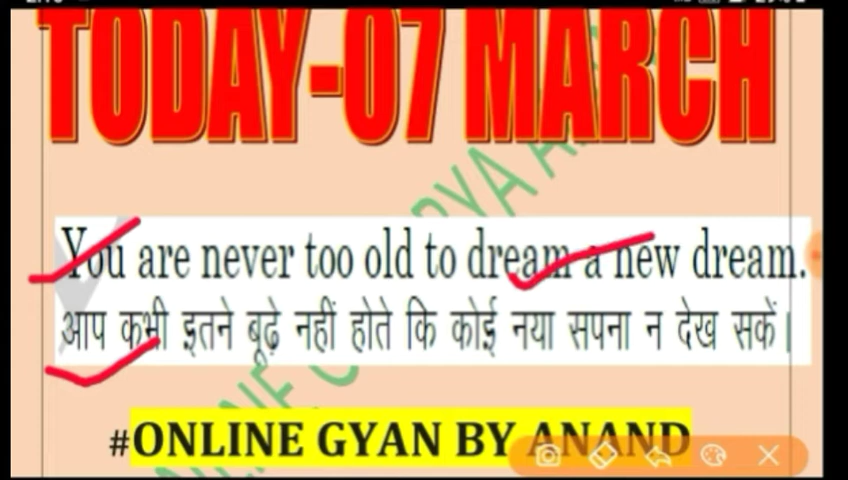 TODAY-07 MARCH
You are never too old to dream a new dream.
आप कभी इतने बूढ़े नहीं होते कि कोई नया सपना न देख सकें।
#ONLINE GYAN BY ANAND